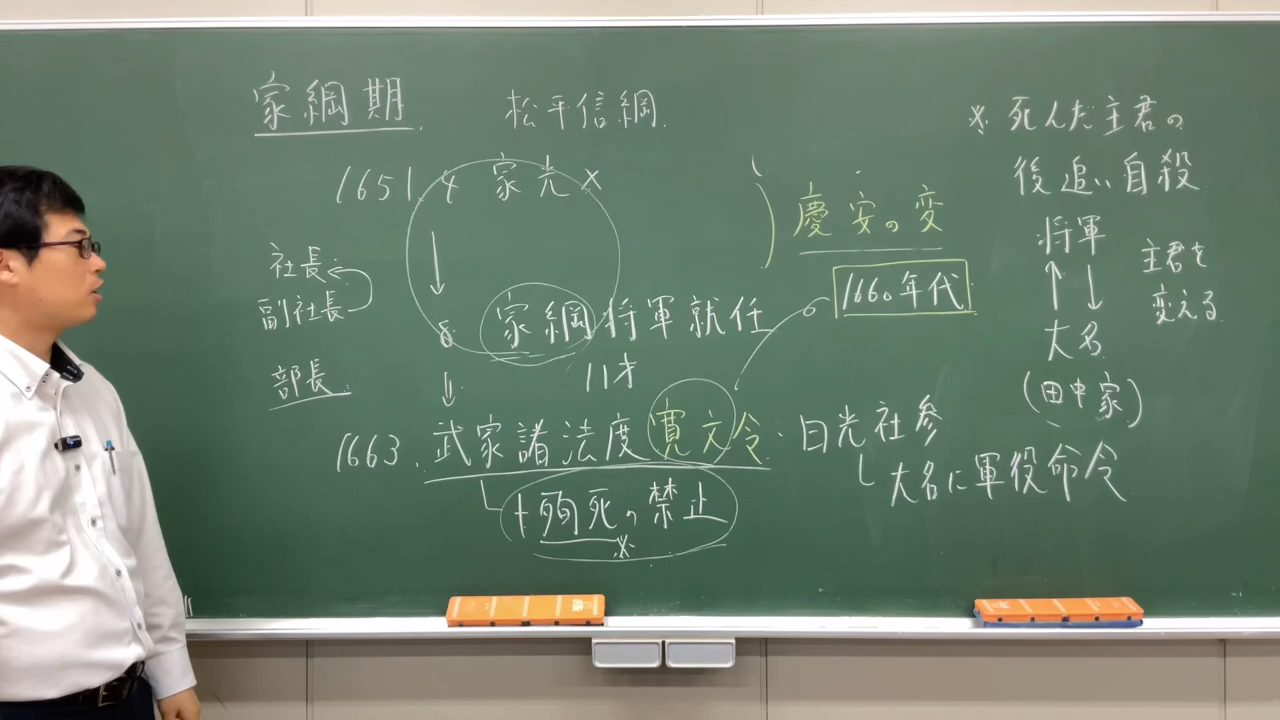 家綱期
松平信綱
1651. 4 家光 ×
↓
8 家綱将軍就任
11才
↓
1663. 武家諸法度寛文令・日光社参
大名に軍役命令
+殉死の禁止
※
社長
副社長
部長
慶安の変
1660年代
※ 死んだ主君の
後追い自殺
将軍
↑↓
大名
(田中家)
主君を
変える